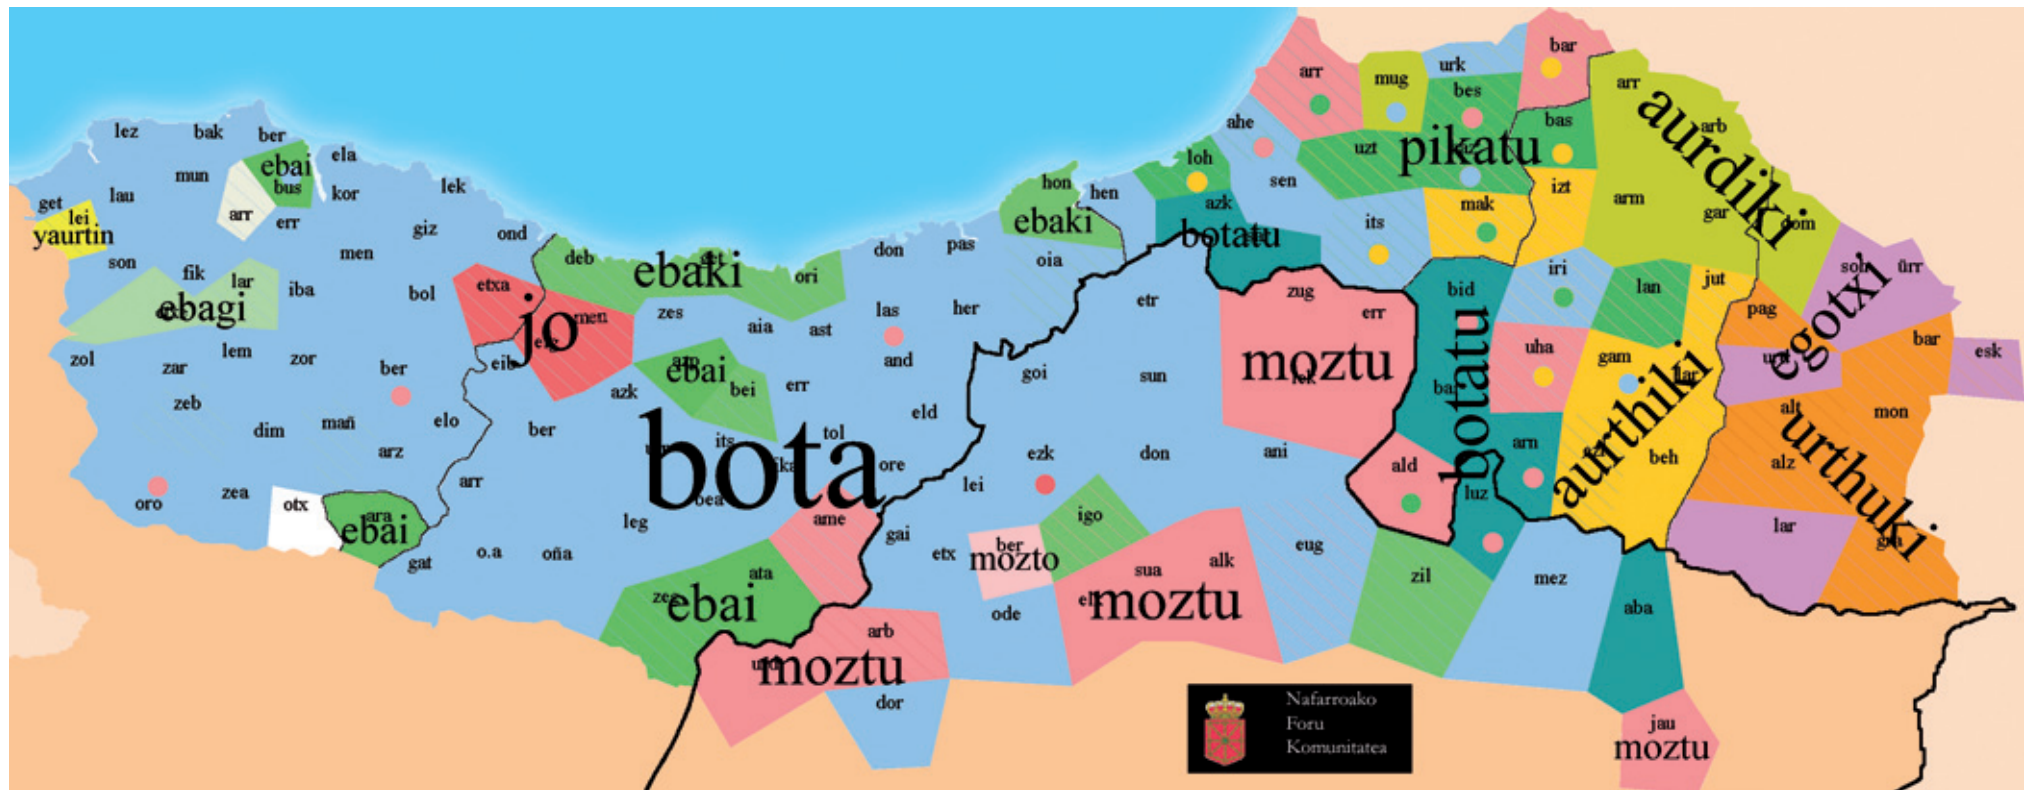 lez
bak
ber
ela
ebai
bus
mun
lau
kor
lek
get
lei
yaurtin
arr
err
giz
ond
men
son
fik
lar
iba
ebagi
bol
etxa
jo
men
deb
ebaki
ori
don
pas
hon
hen
ebaki
oia
zol
zar
lem
zor
ber
eib
zes
aia
ast
las
her
and
ebai
bei
err
azk
eld
zeb
dim
mañ
elo
arz
ber
its
tol
ore
bota
oro
zea
otx
ara
ebai
arr
gat
o.a
oña
leg
bea
ame
ata
ebai
arb
moztu
dor
gai
etx
ode
lei
ezk
goi
sun
etr
don
ani
ber
mozto
igo
sua
alk
moztu
eug
zug
err
moztu
ald
zil
mez
aba
jau
moztu
arr
mug
urk
bar
bes
bas
ahe
uzt
pikatu
loh
sen
azk
botatu
its
mak
izt
arr
arb
aurdiki
arm
gar
dom
bid
iri
lan
jut
botatu
uha
gam
lar
aurthiki
beh
arn
luz
pag
soh
ürr
egotxi
bar
esk
alt
mon
alz
urthuki
lar
Nafarroako
Foru
Komunitatea